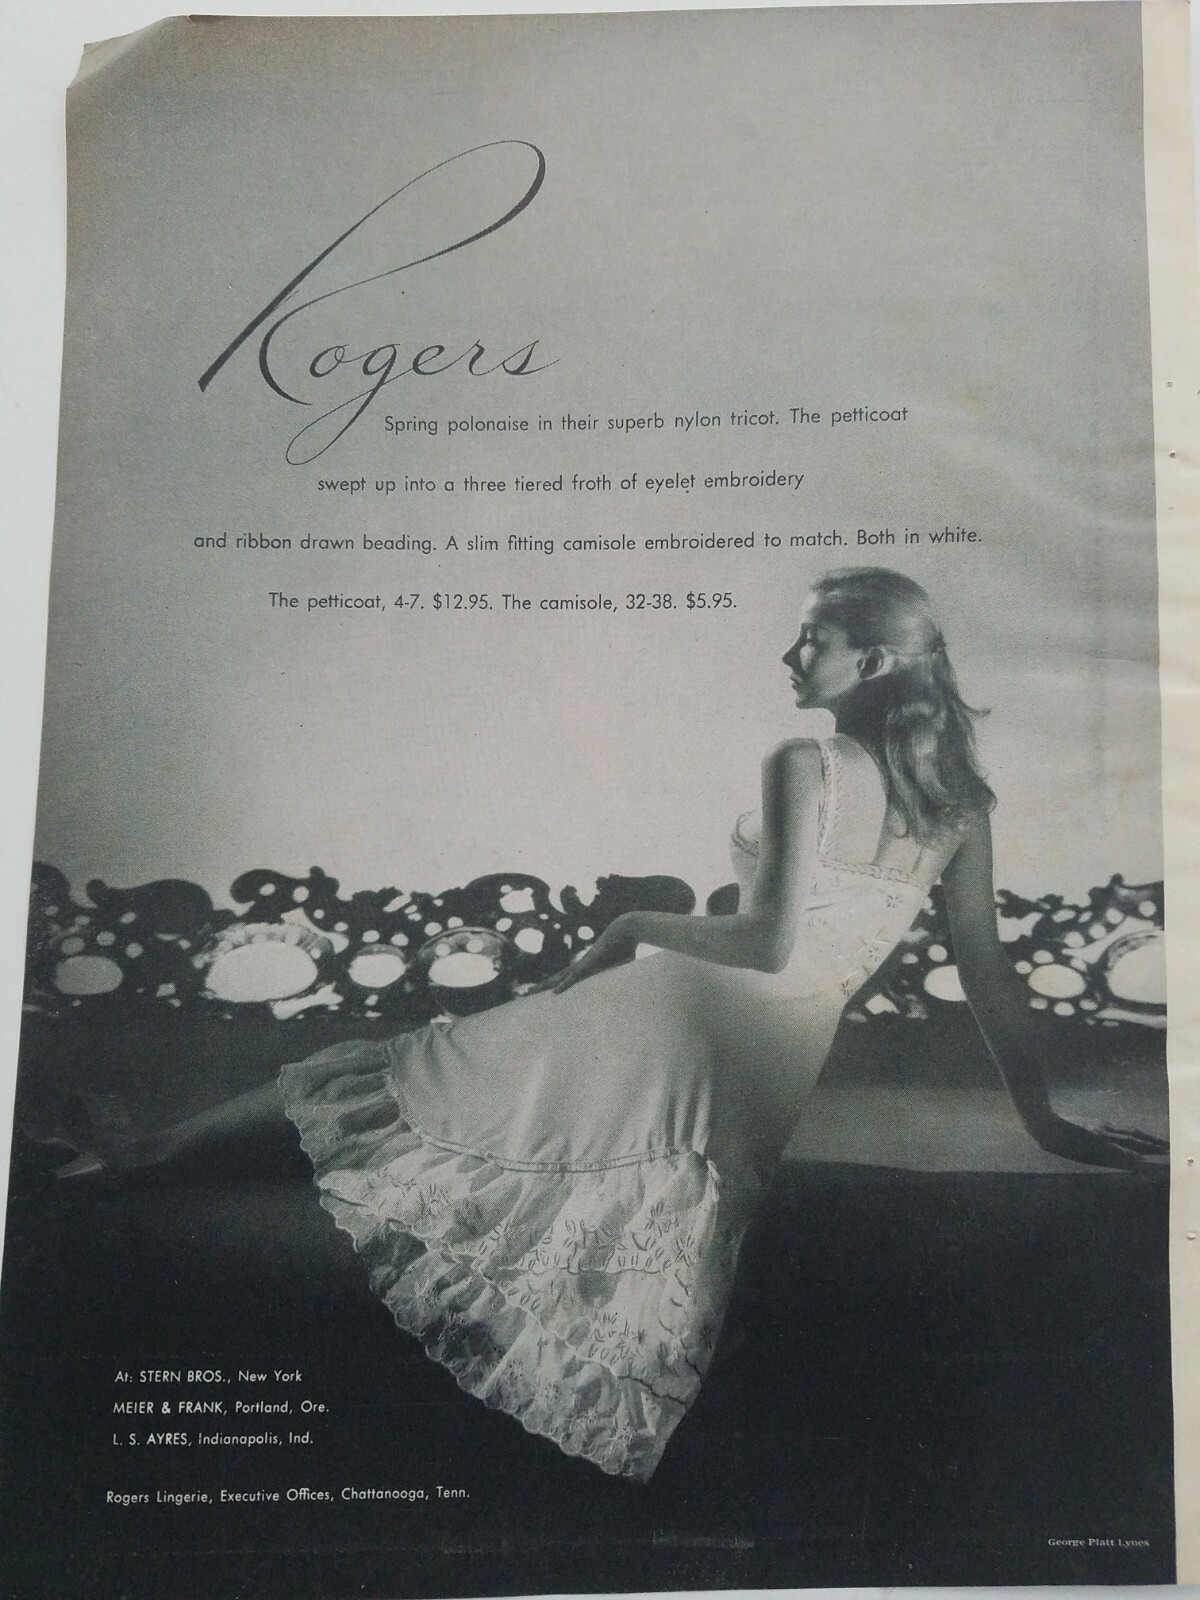 Rogers
Spring polonaise in their superb nylon tricot. The petticoat
swept up into a three tiered froth of eyelet embroidery
and ribbon drawn beading. A slim fitting camisole embroidered to match. Both in white.
The petticoat, 4-7. $12.95. The camisole, 32-38. $5.95.
At: STERN BROS., New York
MEIER & FRANK, Portland, Ore.
L. S. AYRES, Indianapolis, Ind.
Rogers Lingerie, Executive Offices, Chattanooga, Tenn.
George Platt Lynes